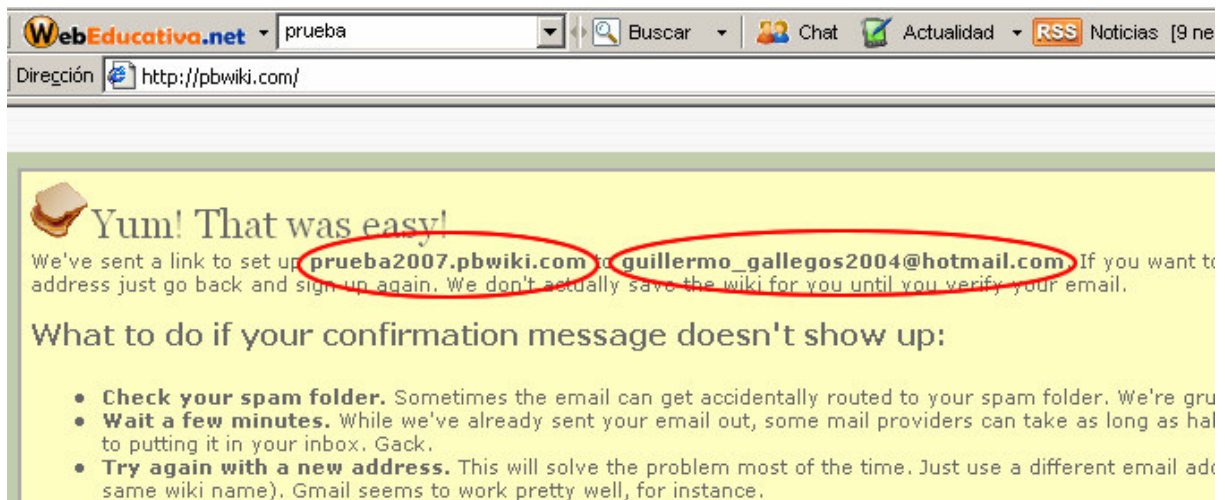 WebEducativa.net prueba Buscar Chat Actualidad RSS Noticias [9 ne
Dirección http://pbwiki.com/
Yum! That was easy!
We've sent a link to set up prueba2007.pbwiki.com to guillermo_gallegos2004@hotmail.com. If you want to
address just go back and sign up again. We don't actually save the wiki for you until you verify your email.
What to do if your confirmation message doesn't show up:
• Check your spam folder. Sometimes the email can get accidentally routed to your spam folder. We're gru
• Wait a few minutes. While we've already sent your email out, some mail providers can take as long as hal
to putting it in your inbox. Gack.
• Try again with a new address. This will solve the problem most of the time. Just use a different email add
same wiki name). Gmail seems to work pretty well, for instance.